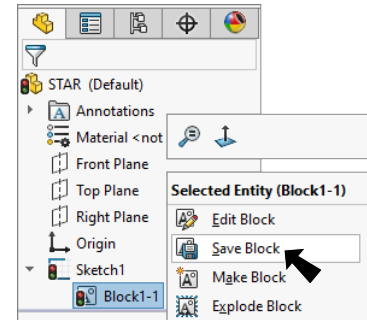 STAR (Default)
Annotations
Material <not
Front Plane
Top Plane
Right Plane
Origin
Sketch1
Block1-1
Selected Entity (Block1-1)
Edit Block
Save Block
Make Block
Explode Block